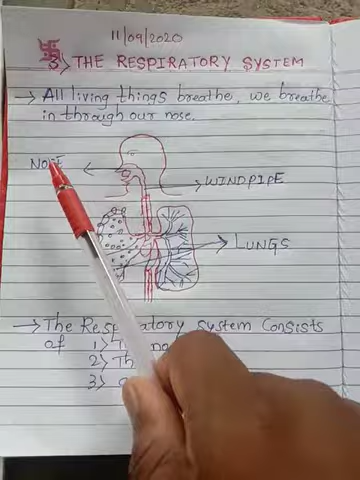 11/09/2020
3) THE RESPIRATORY SYSTEM
→ All living things breathe, we breathe
in through our nose.
NOSE
WINDPIPE
LUNGS
→ The Respiratory system consists
of 1)
2)
3)